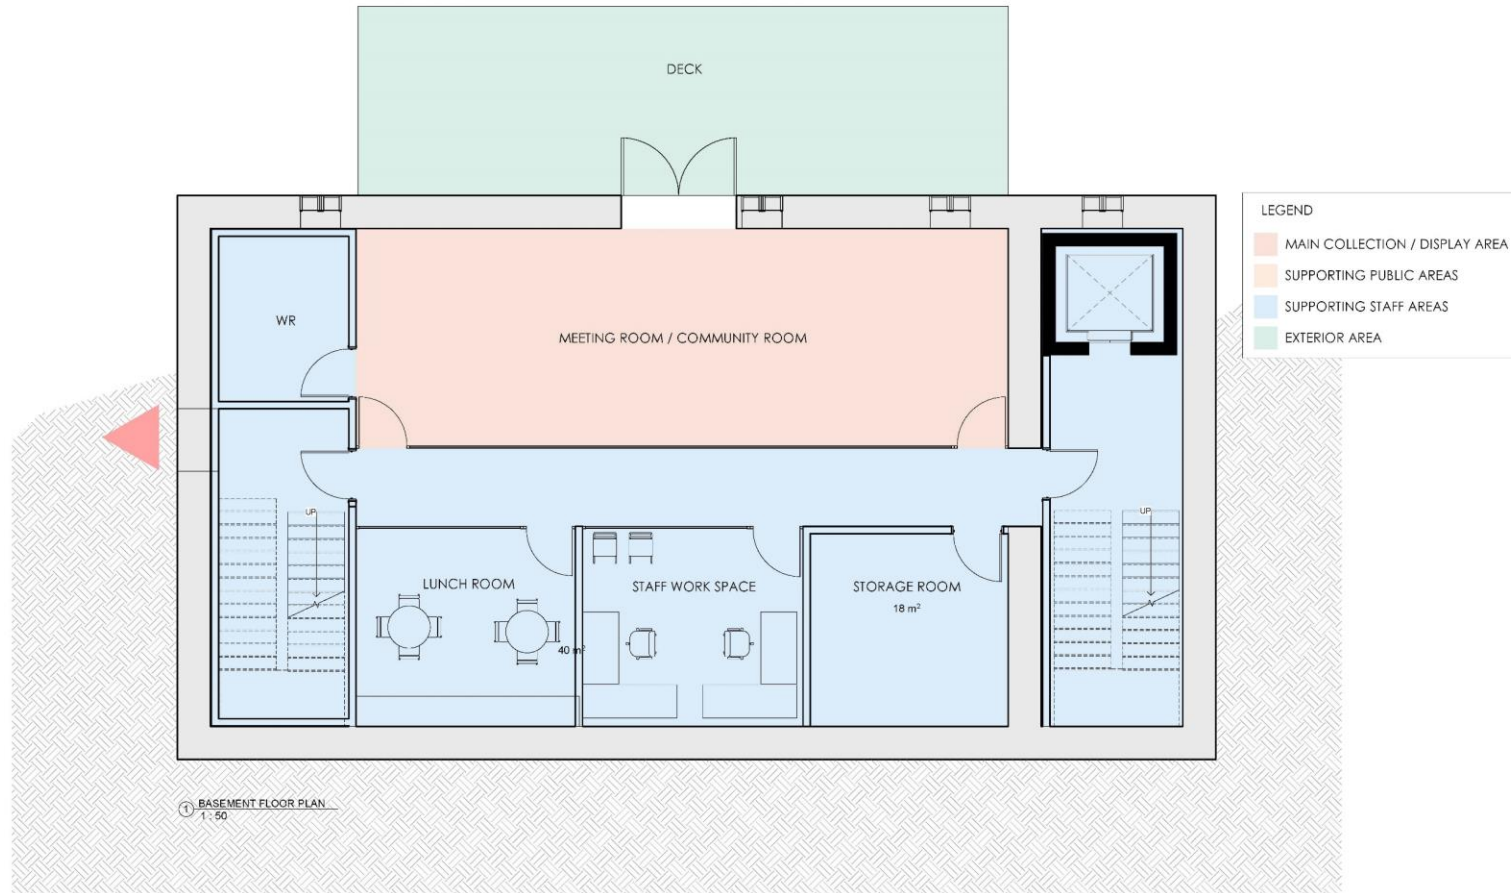 DECK
LEGEND
MAIN COLLECTION / DISPLAY AREA
SUPPORTING PUBLIC AREAS
SUPPORTING STAFF AREAS
EXTERIOR AREA
WR
MEETING ROOM / COMMUNITY ROOM
UP
UP
LUNCH ROOM
STAFF WORK SPACE
STORAGE ROOM
18 m²
40 m²
1 BASEMENT FLOOR PLAN
1 : 50